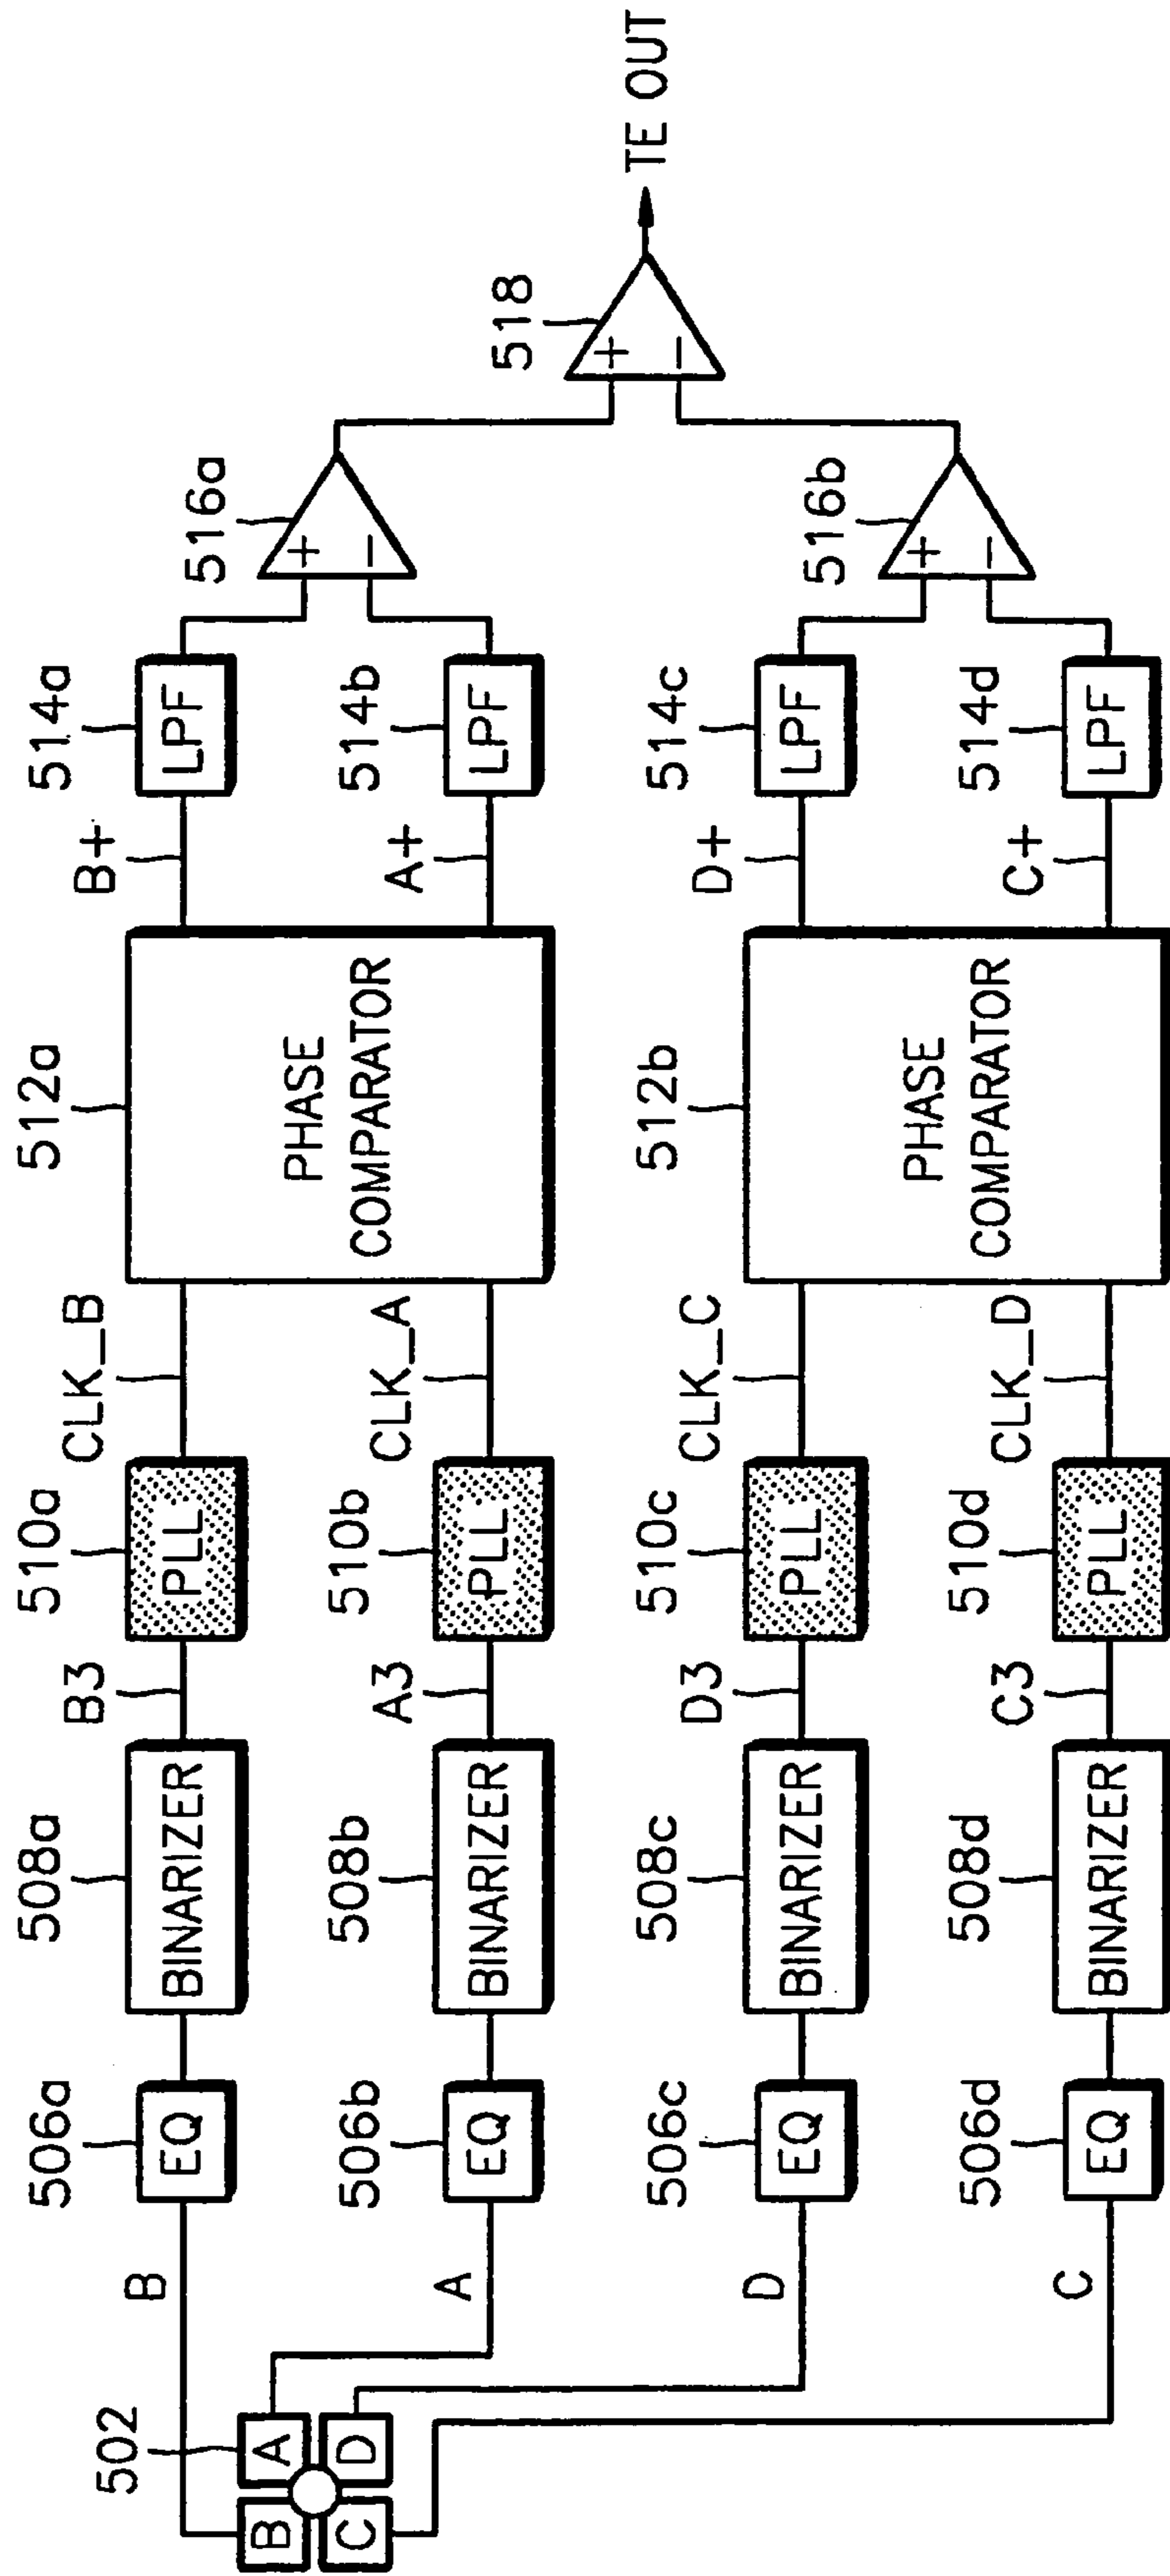 502
B
A
C
D
B
506a
EQ
508a
BINARIZER
B3
510a
PLL
CLK_B
A
506b
EQ
508b
BINARIZER
A3
510b
PLL
CLK_A
512a
PHASE
COMPARATOR
B+
514a
LPF
A+
514b
LPF
516a
+
−
D
506c
EQ
508c
BINARIZER
D3
510c
PLL
CLK_C
C
506d
EQ
508d
BINARIZER
C3
510d
PLL
CLK_D
512b
PHASE
COMPARATOR
D+
514c
LPF
C+
514d
LPF
516b
+
−
518
+
−
TE OUT